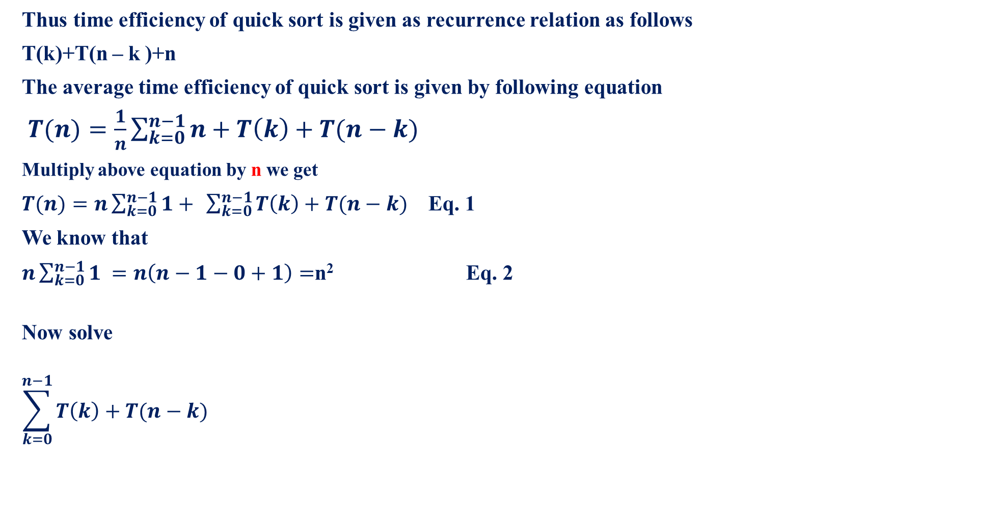 Thus time efficiency of quick sort is given as recurrence relation as follows
T(k)+T(n – k )+n
The average time efficiency of quick sort is given by following equation
T(n) = \frac{1}{n} \sum_{k=0}^{n-1} n + T(k) + T(n − k)
Multiply above equation by n we get
T(n) = n \sum_{k=0}^{n-1} 1 + \sum_{k=0}^{n-1} T(k) + T(n − k) Eq. 1
We know that
n \sum_{k=0}^{n-1} 1 = n(n − 1 − 0 + 1) =n² Eq. 2
Now solve
\sum_{k=0}^{n-1} T(k) + T(n − k)